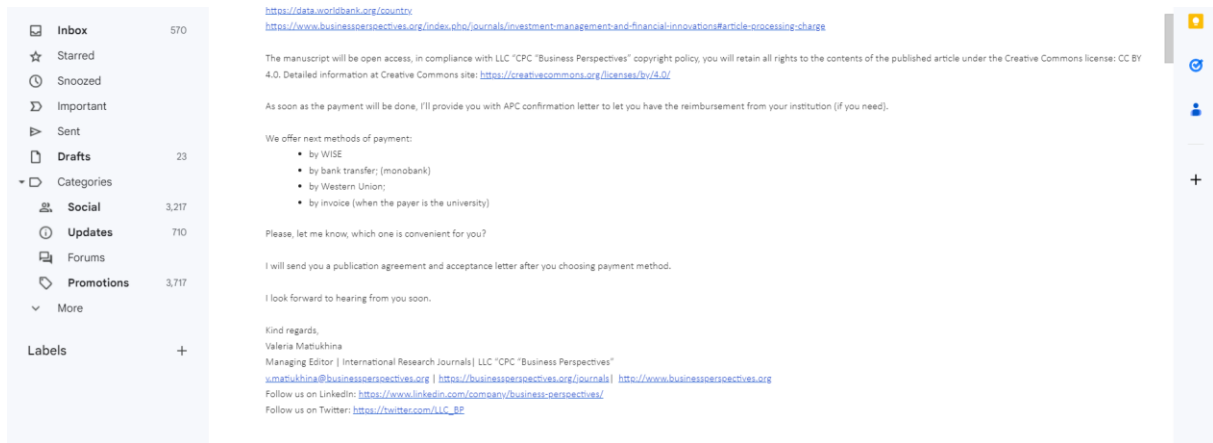 Inbox 570
Starred
Snoozed
Important
Sent
Drafts 23
Categories
Social 3,217
Updates 710
Forums
Promotions 3,717
More
Labels
https://data.worldbank.org/country
https://www.businessperspectives.org/index.php/journals/investment-management-and-financial-innovations#article-processing-charge
The manuscript will be open access, in compliance with LLC "CPC "Business Perspectives" copyright policy, you will retain all rights to the contents of the published article under the Creative Commons license: CC BY
4.0. Detailed information at Creative Commons site: https://creativecommons.org/licenses/by/4.0/
As soon as the payment will be done, I'll provide you with APC confirmation letter to let you have the reimbursement from your institution (if you need).
We offer next methods of payment:
• by WISE
• by bank transfer; (monobank)
• by Western Union;
• by invoice (when the payer is the university)
Please, let me know, which one is convenient for you?
I will send you a publication agreement and acceptance letter after you choosing payment method.
I look forward to hearing from you soon.
Kind regards,
Valeria Matiukhina
Managing Editor | International Research Journals| LLC "CPC "Business Perspectives"
v.matiukhina@businessperspectives.org | https://businessperspectives.org/journals| http://www.businessperspectives.org
Follow us on LinkedIn: https://www.linkedin.com/company/business-perspectives/
Follow us on Twitter: https://twitter.com/LLC_BP